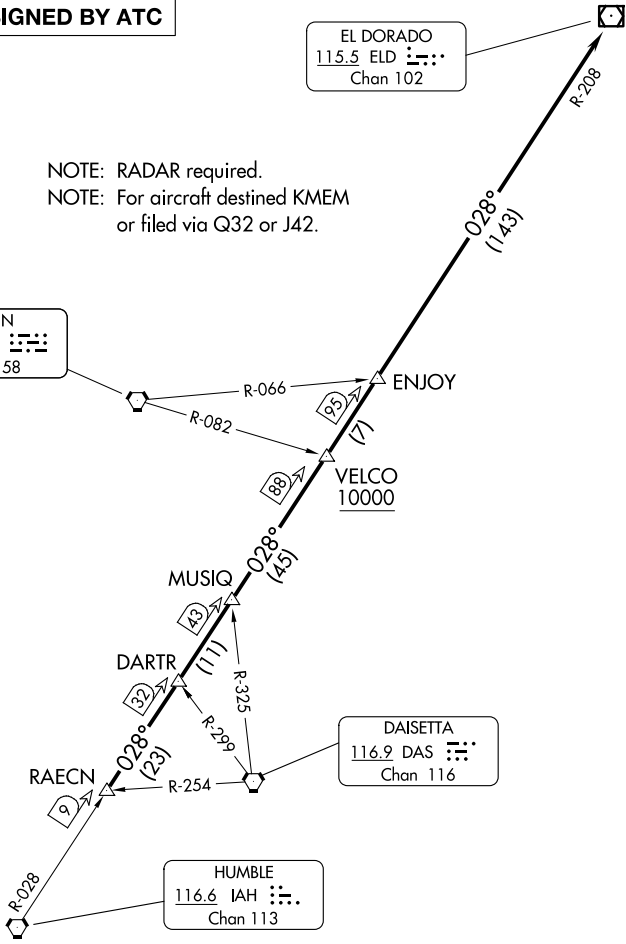 SIGNED BY ATC
EL DORADO
115.5 ELD
Chan 102
R-208
NOTE: RADAR required.
NOTE: For aircraft destined KMEM
or filed via Q32 or J42.
028°
(143)
N
58
R-066
ENJOY
95
R-082
(7)
VELCO
10000
88
028°
(45)
MUSIQ
43
(11)
DARTR
R-325
32
R-299
028°
(23)
DAISETTA
116.9 DAS
Chan 116
RAECN
R-254
9
R-028
HUMBLE
116.6 IAH
Chan 113